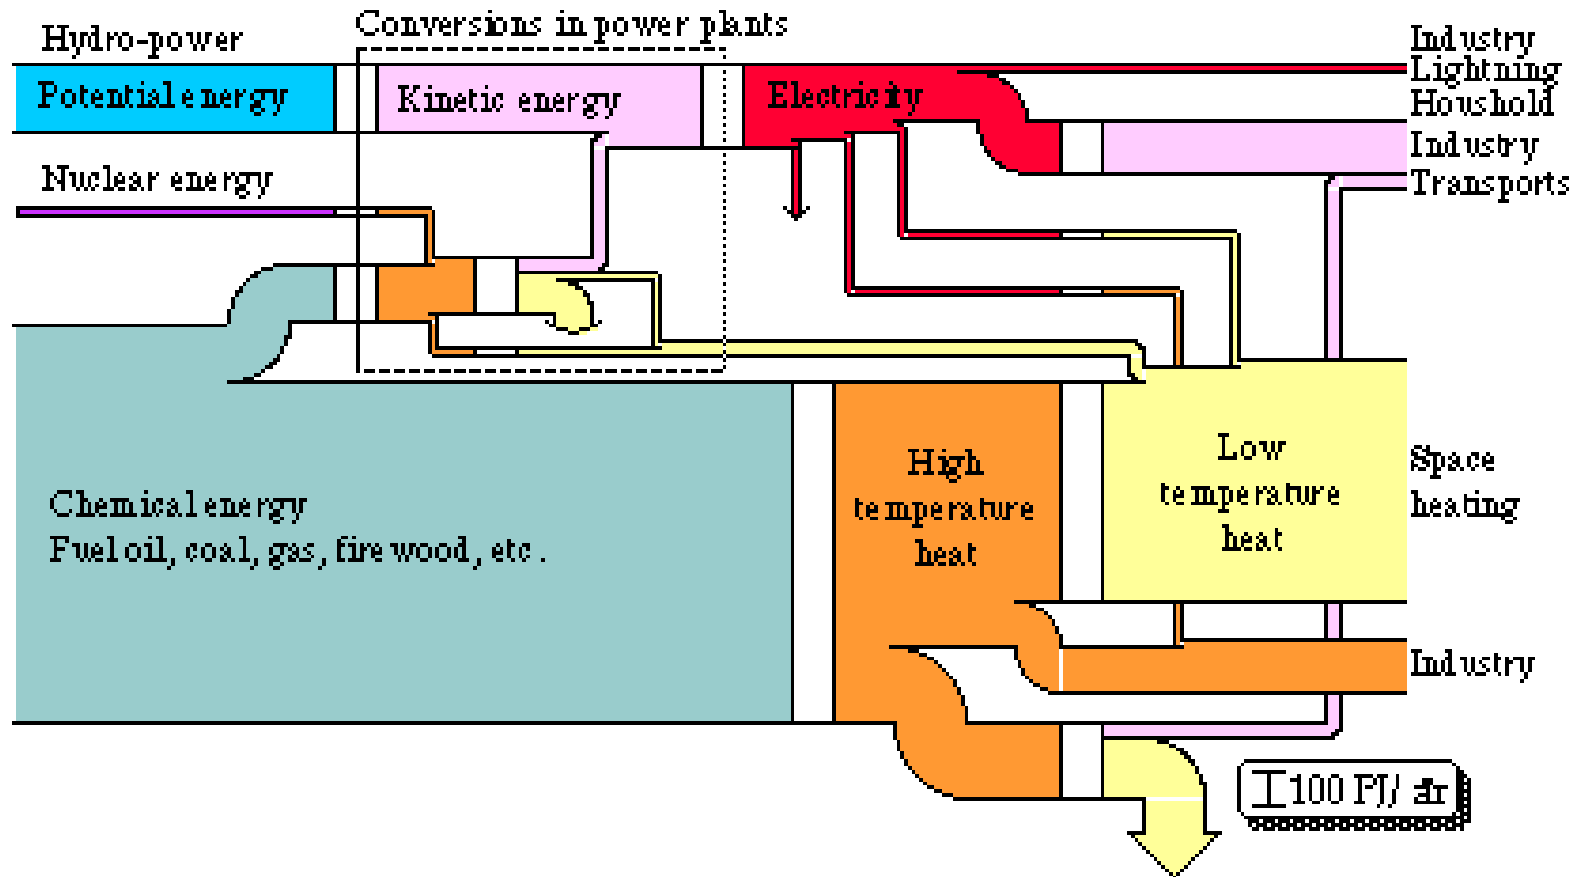 Conversions in power plants
Hydro-power
Potential energy
Kinetic energy
Electricity
Industry
Lightning
Houshold
Industry
Transports
Nuclear energy
Chemical energy
Fuel oil, coal, gas, fire wood, etc.
High
temperature
heat
Low
temperature
heat
Space
heating
Industry
100 PJ/ år